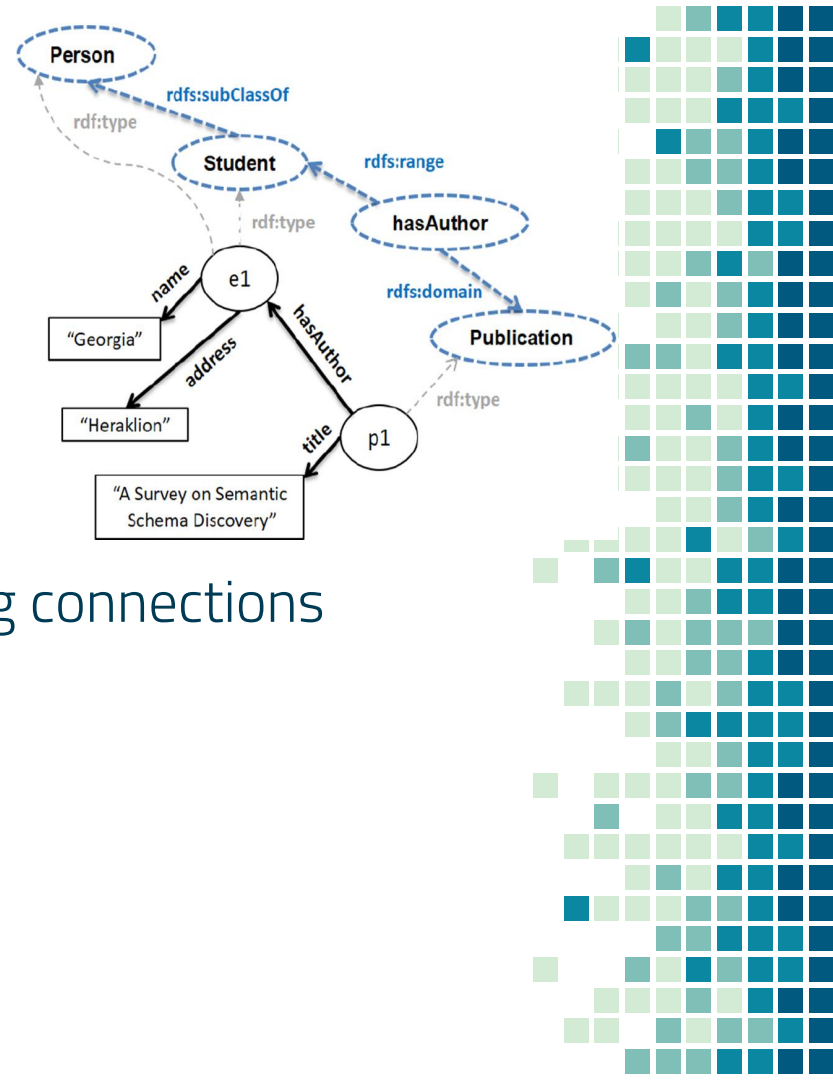 Person
rdfs:subClassOf
rdf:type
Student
rdfs:range
hasAuthor
rdf:type
e1
name
rdfs:domain
hasAuthor
Publication
"Georgia"
address
rdf:type
"Heraklion"
title
p1
"A Survey on Semantic
Schema Discovery"
connections